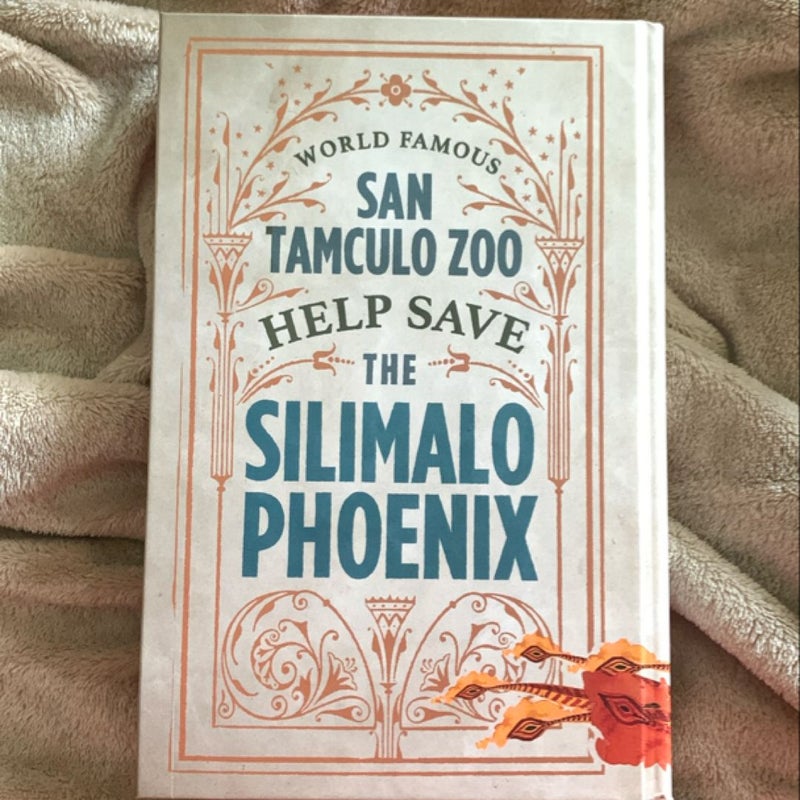 WORLD FAMOUS
SAN
TAMCULO ZOO
HELP SAVE
THE
SILIMALO
PHOENIX